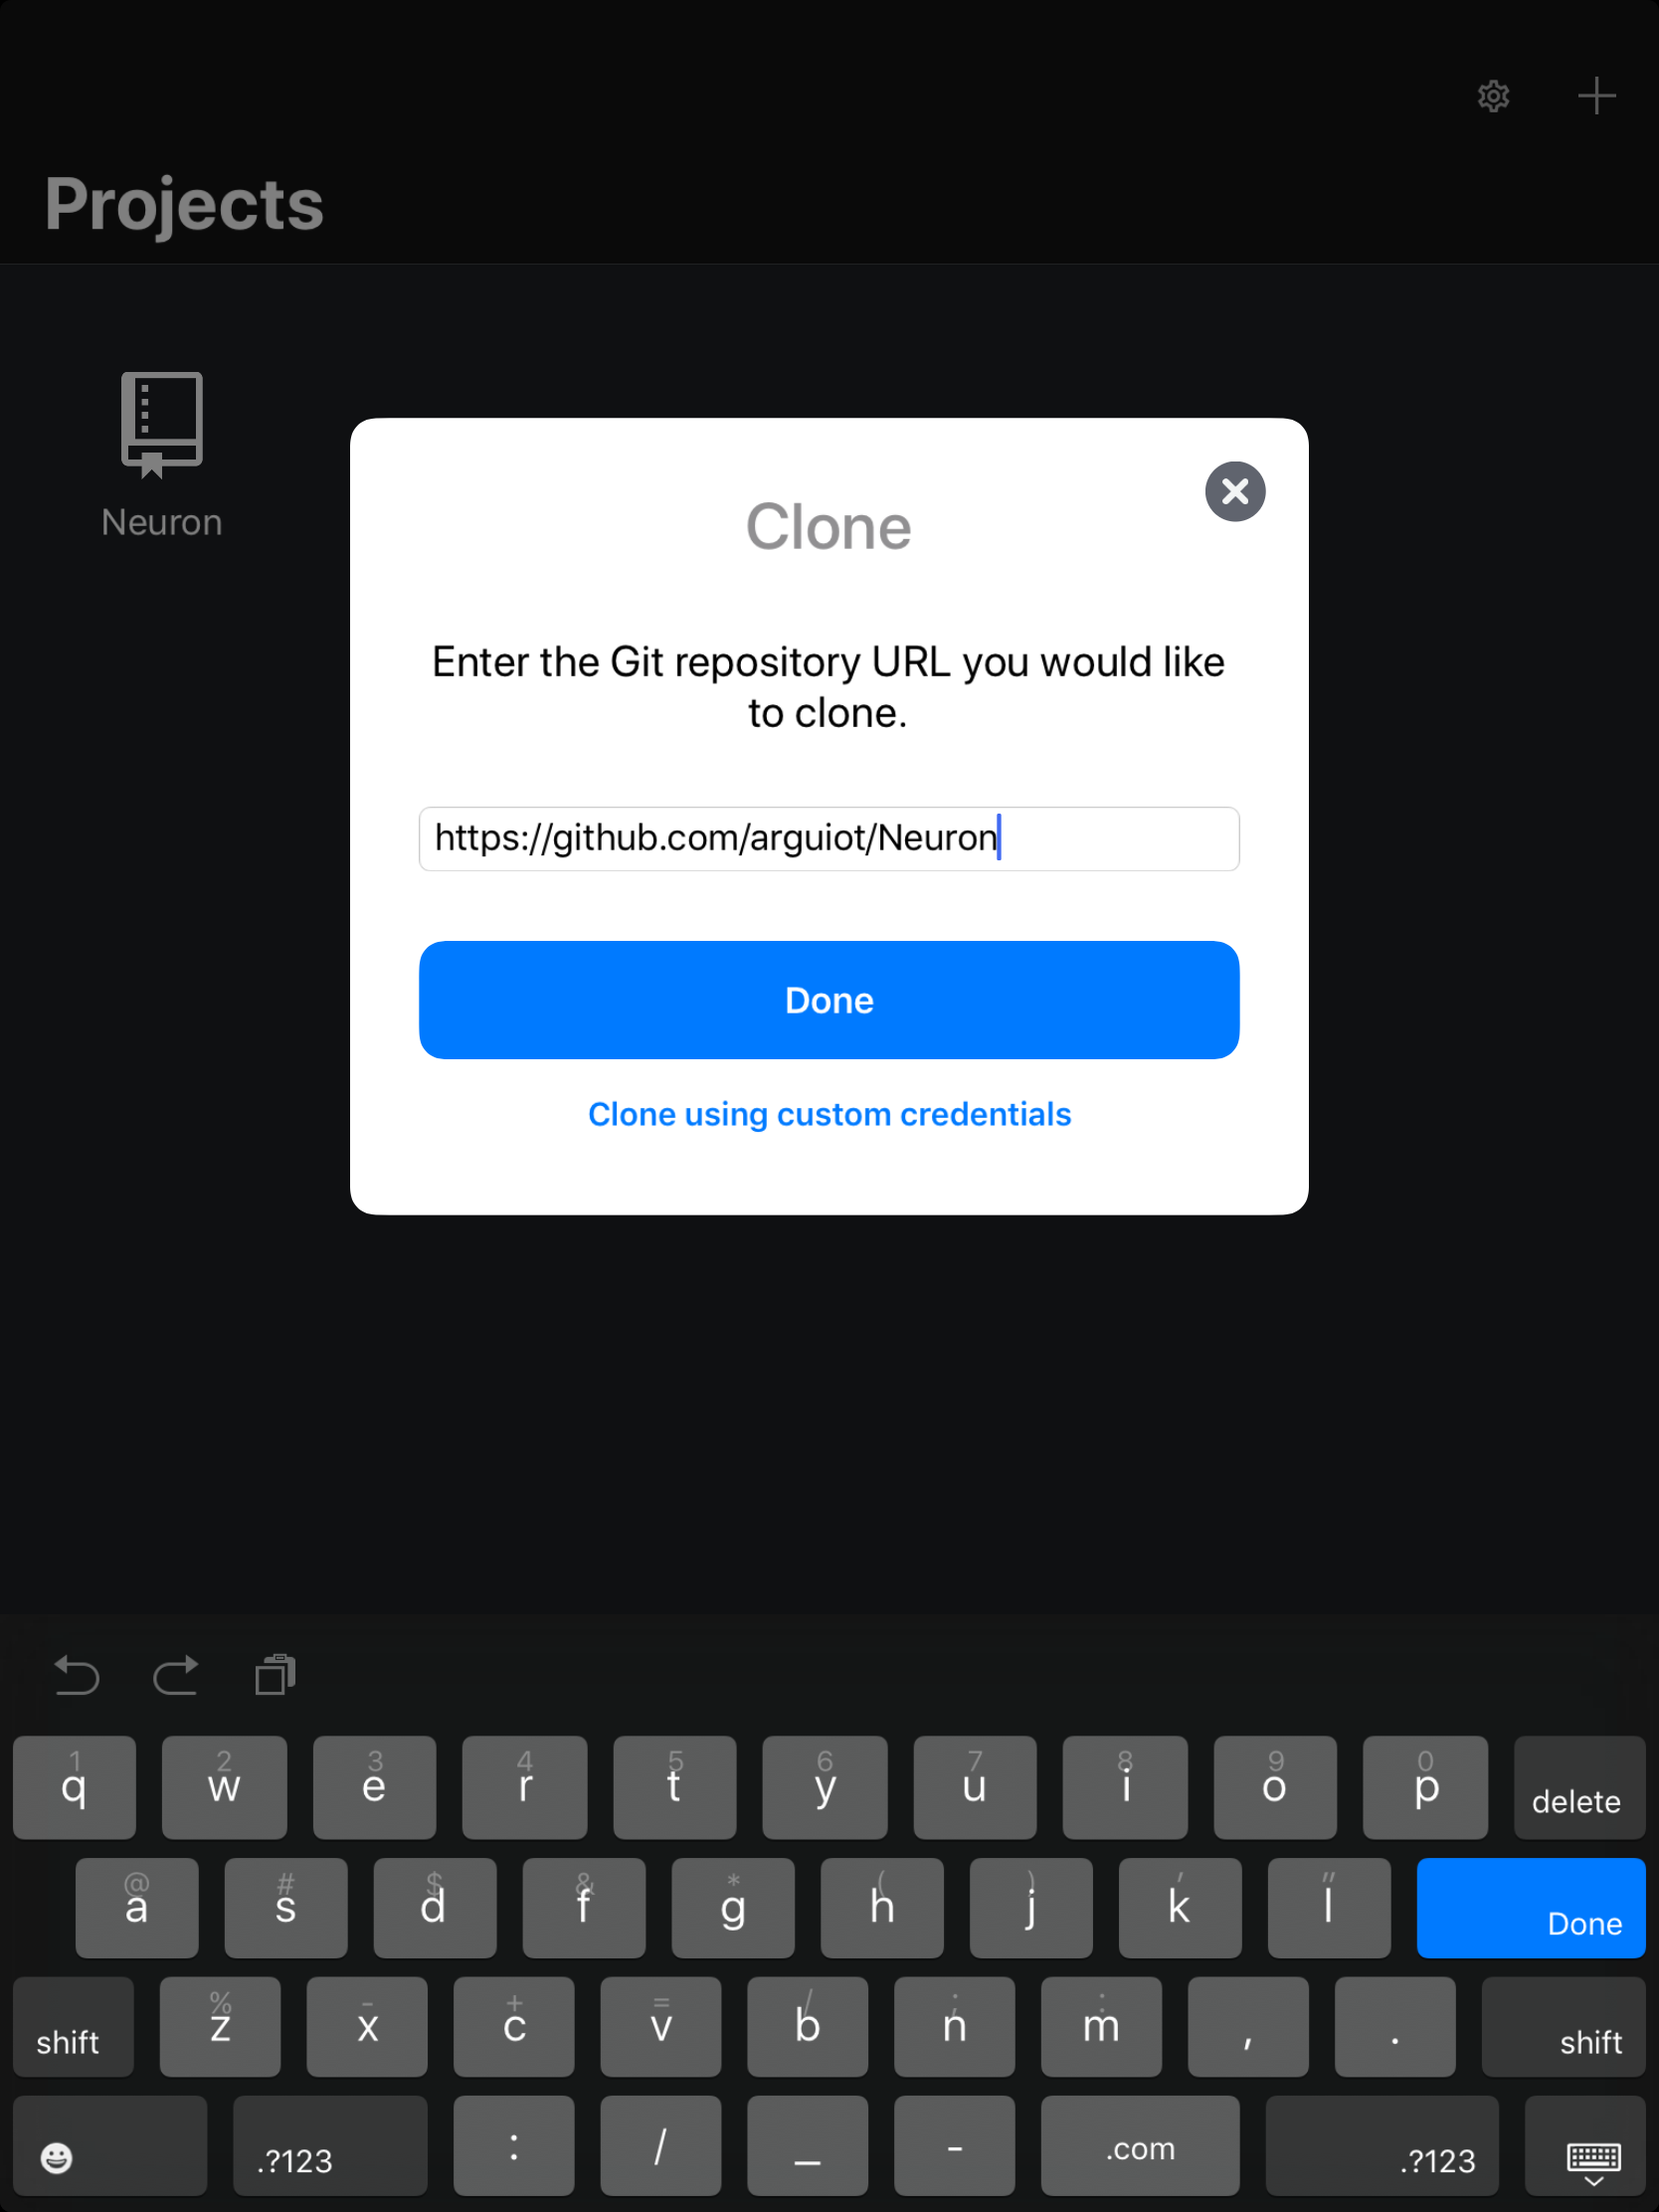 Projects
Neuron
Clone
Enter the Git repository URL you would like
to clone.
https://github.com/arguiot/Neuron
Done
Clone using custom credentials
1 2 3 4 5 6 7 8 9 0
q w e r t y u i o p delete
@ # $ & * ( ) ' "
a s d f g h j k l Done
% - + = / ; :
shift z x c v b n m , . shift
.?123 : / _ - .com .?123